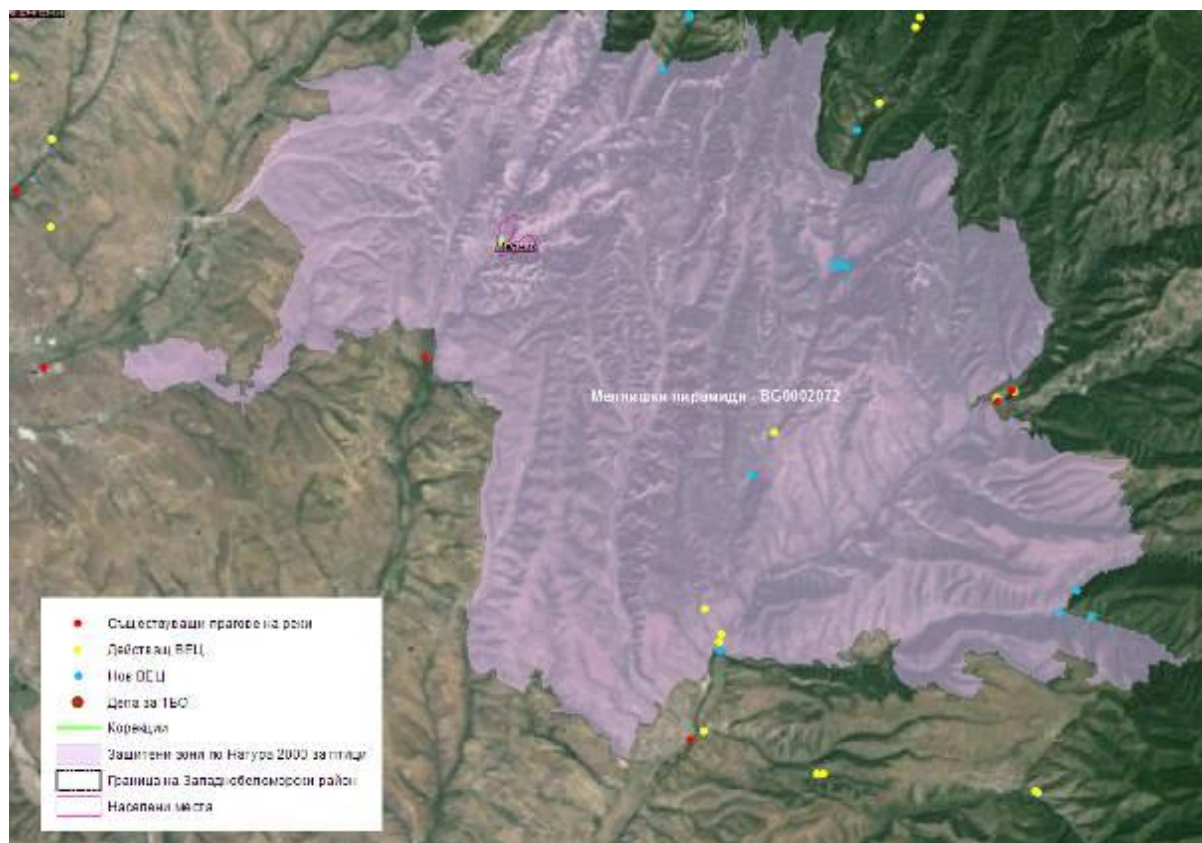 Мелнишки пирамиди - BG0002072
Съществуващи прагове на реки
Действащ ВЕЦ
Нов ВЕЦ
Депа за ТБО
Корекции
Защитени зони по Натура 2000 за птици
Граница на Западнобеломорски район
Населени места